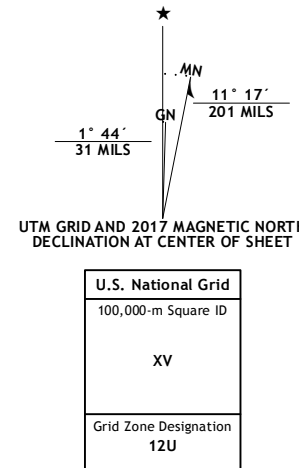 ★
MN
11° 17´
201 MILS
GN
1° 44´
31 MILS
UTM GRID AND 2017 MAGNETIC NORTH
DECLINATION AT CENTER OF SHEET
U.S. National Grid
100,000-m Square ID
XV
Grid Zone Designation
12U